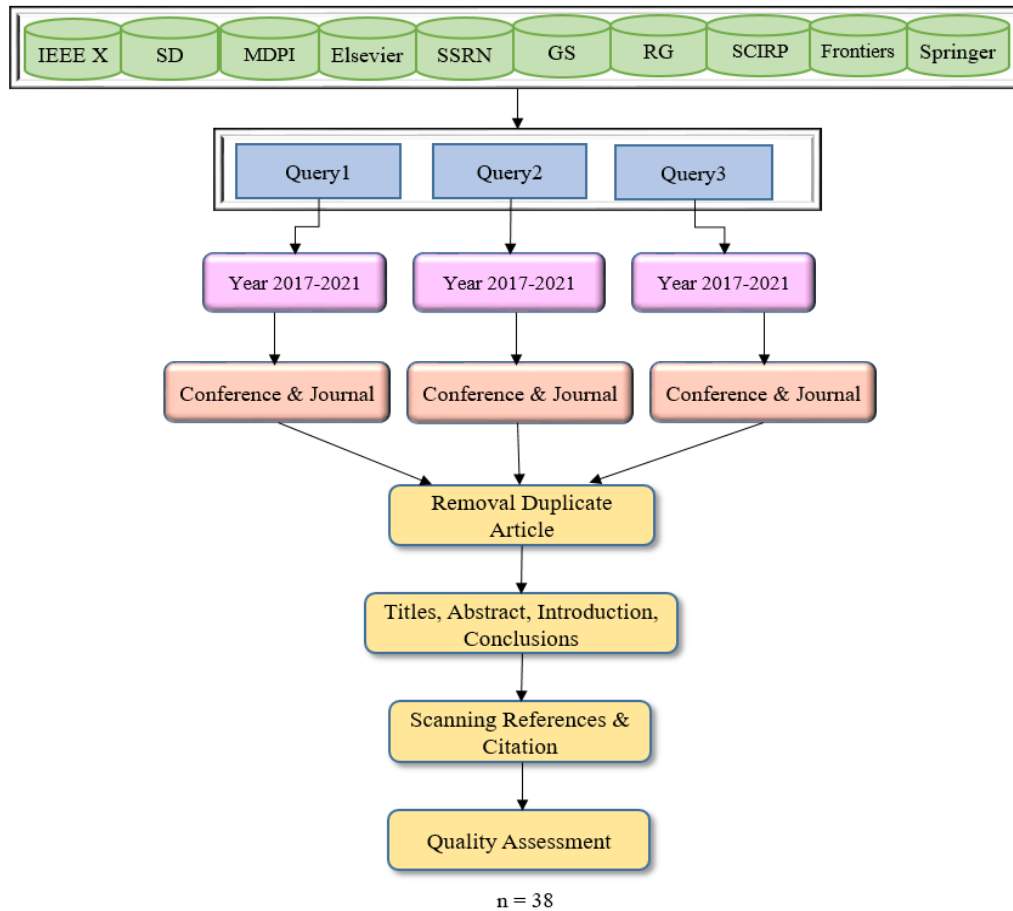 IEEE X
SD
MDPI
Elsevier
SSRN
GS
RG
SCIRP
Frontiers
Springer
Query1
Query2
Query3
Year 2017-2021
Year 2017-2021
Year 2017-2021
Conference & Journal
Conference & Journal
Conference & Journal
Removal Duplicate
Article
Titles, Abstract, Introduction,
Conclusions
Scanning References &
Citation
Quality Assessment
n = 38